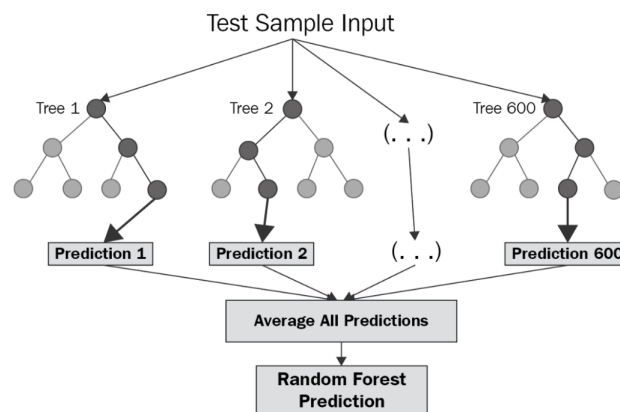 Test Sample Input
Tree 1
Tree 2
(. . .)
Tree 600
Prediction 1
Prediction 2
(. . .)
Prediction 600
Average All Predictions
Random Forest
Prediction